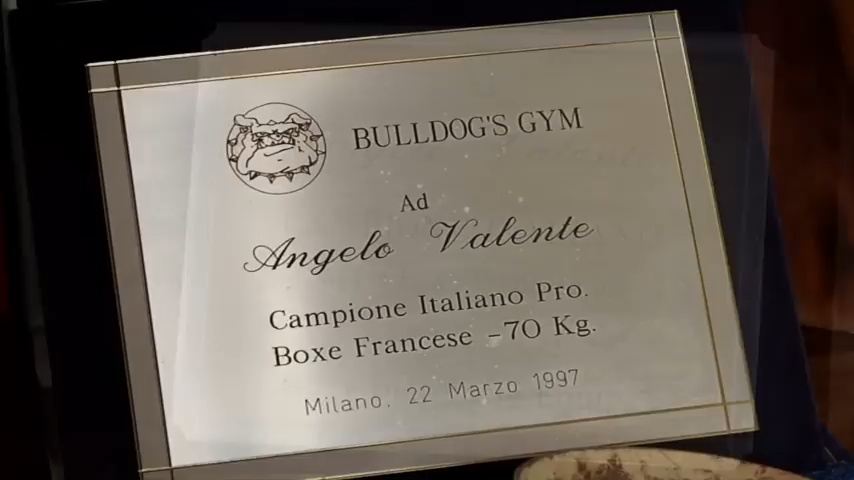 BULLDOG'S GYM
Ad
Angelo Valente
Campione Italiano Pro.
Boxe Francese -70 Kg.
Milano, 22 Marzo 1997